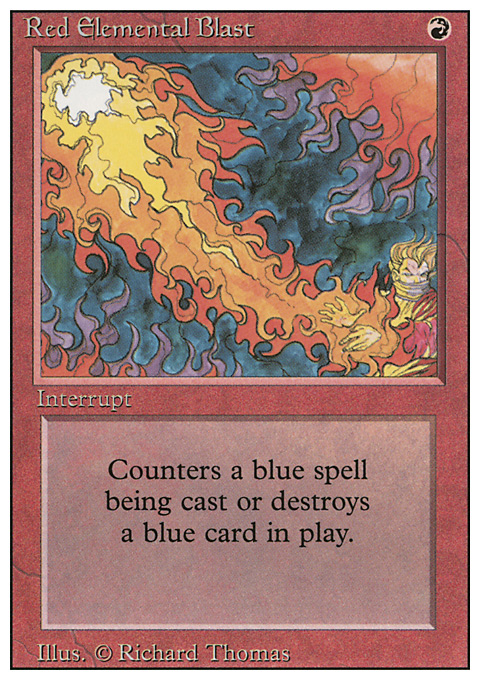 Red Elemental Blast
Interrupt
Counters a blue spell
being cast or destroys
a blue card in play.
Illus. © Richard Thomas